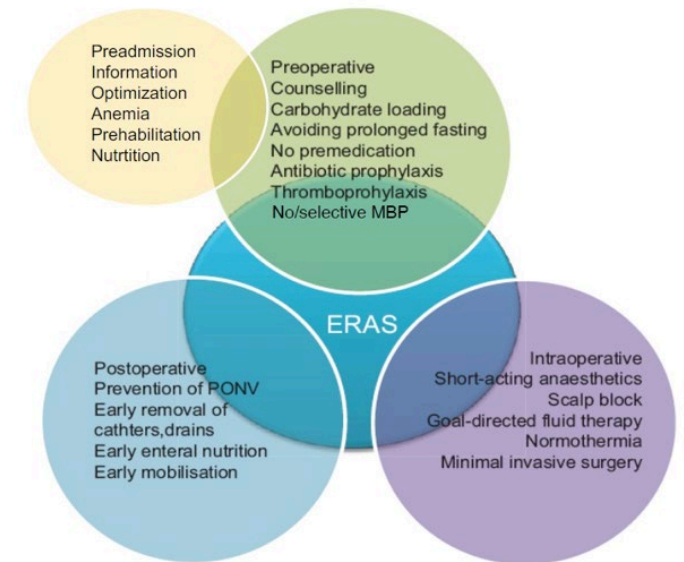 Preadmission
Information
Optimization
Anemia
Prehabilitation
Nutrtition
Preoperative
Counselling
Carbohydrate loading
Avoiding prolonged fasting
No premedication
Antibiotic prophylaxis
Thromboprohylaxis
No/selective MBP
ERAS
Postoperative
Prevention of PONV
Early removal of
cathters,drains
Early enteral nutrition
Early mobilisation
Intraoperative
Short-acting anaesthetics
Scalp block
Goal-directed fluid therapy
Normothermia
Minimal invasive surgery